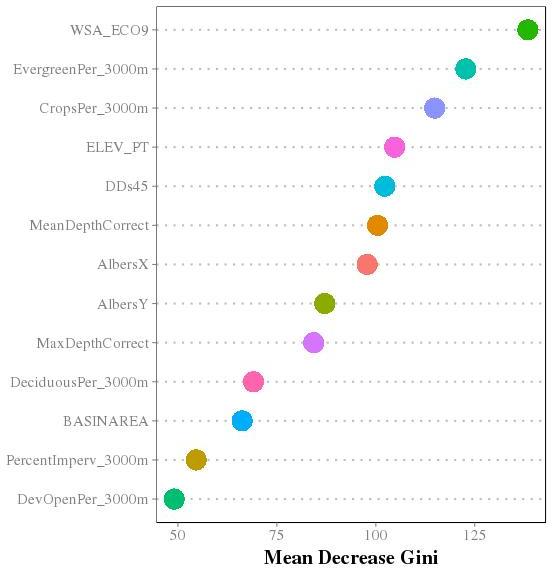 WSA_ECO9
EvergreenPer_3000m
CropsPer_3000m
ELEV_PT
DDs45
MeanDepthCorrect
AlbersX
AlbersY
MaxDepthCorrect
DeciduousPer_3000m
BASINAREA
PercentImperv_3000m
DevOpenPer_3000m
50 75 100 125
Mean Decrease Gini